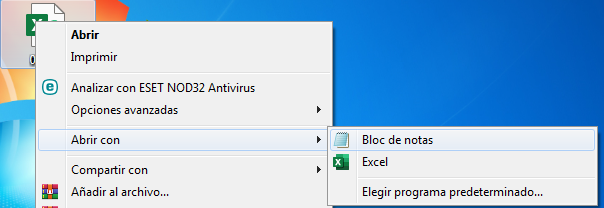 Abrir
Imprimir
Analizar con ESET NOD32 Antivirus
Opciones avanzadas
Abrir con
Bloc de notas
Excel
Elegir programa predeterminado...
Compartir con
Añadir al archivo...